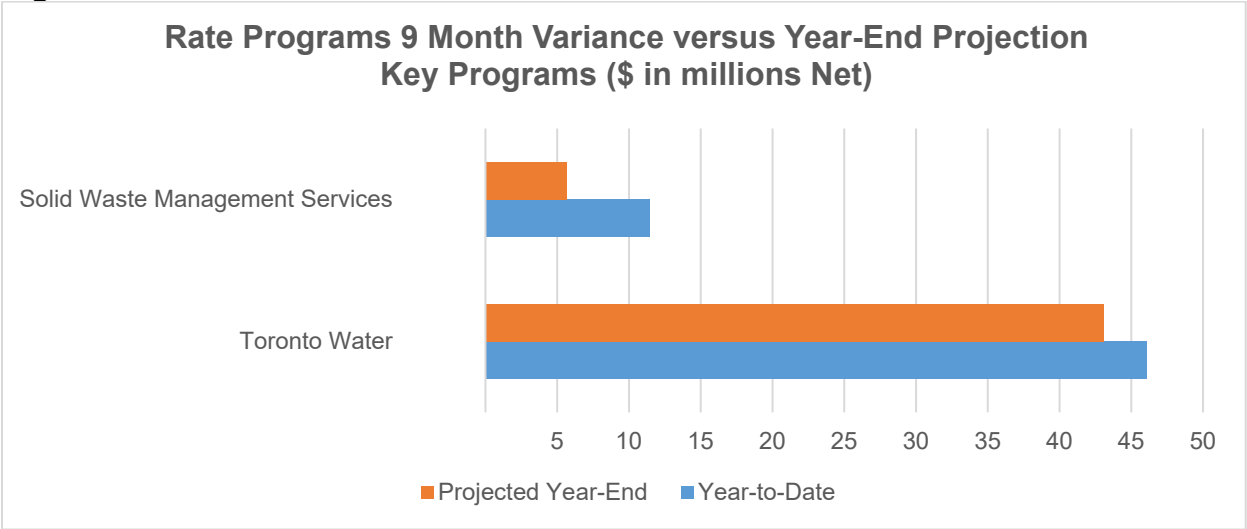 Rate Programs 9 Month Variance versus Year-End Projection
Key Programs ($ in millions Net)
Solid Waste Management Services
Toronto Water
5 10 15 20 25 30 35 40 45 50
Projected Year-End Year-to-Date